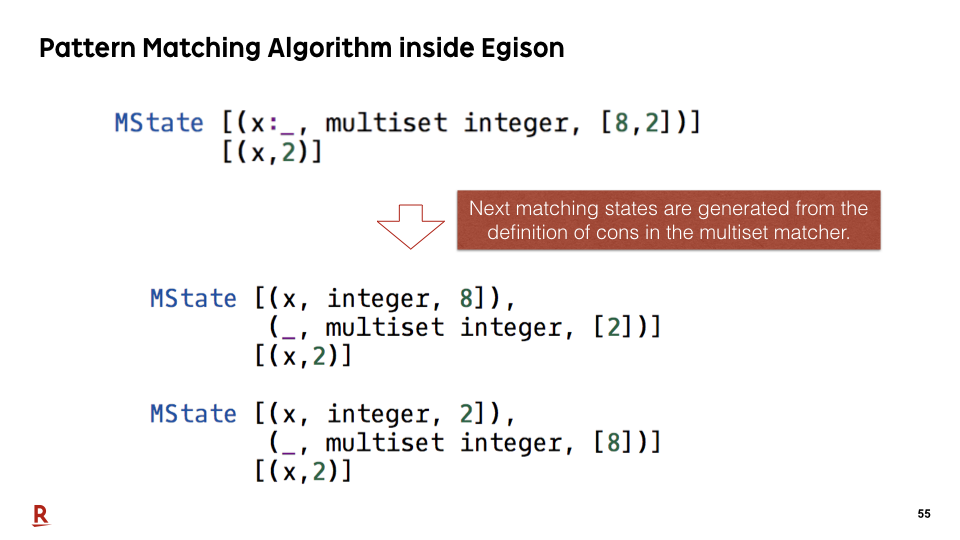 Pattern Matching Algorithm inside Egison
MState [(x:_, multiset integer, [8,2])]
[(x,2)]
Next matching states are generated from the
definition of cons in the multiset matcher.
MState [(x, integer, 8]),
(_, multiset integer, [2])]
[(x,2)]
MState [(x, integer, 2]),
(_, multiset integer, [8])]
[(x,2)]
R
55